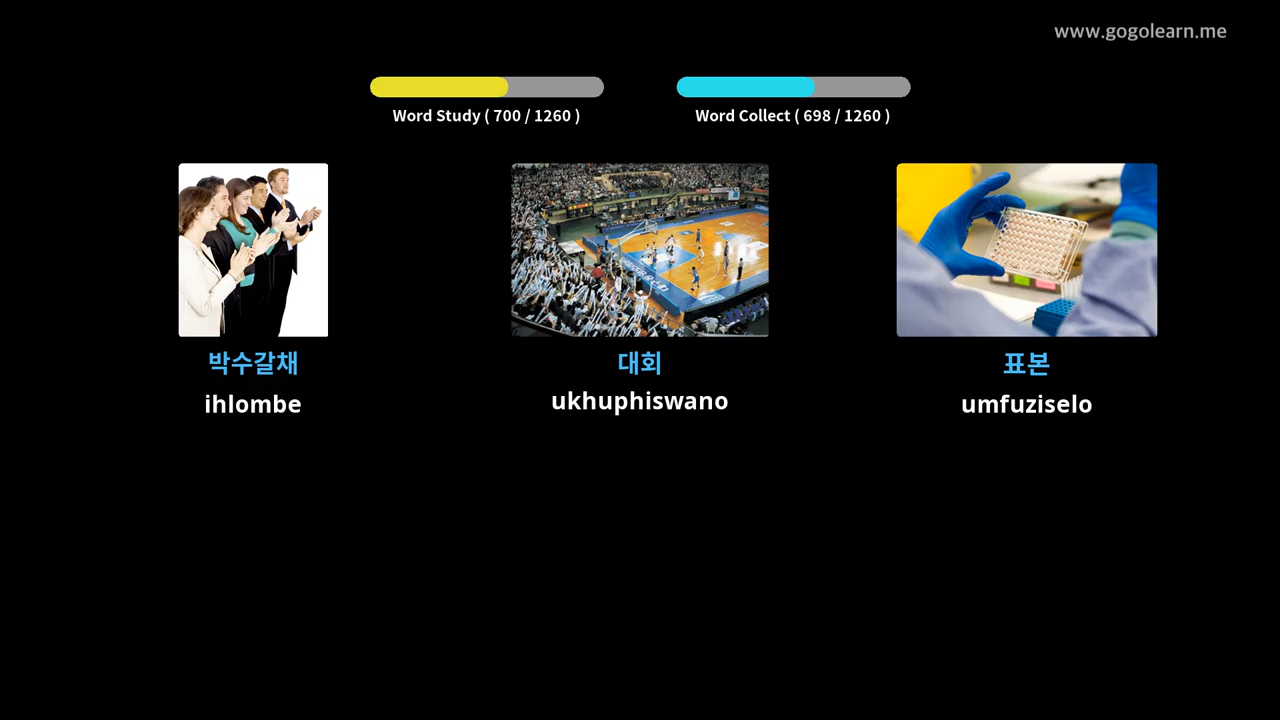 www.gogolearn.me
Word Study ( 700 / 1260 )
Word Collect ( 698 / 1260 )
박수갈채
대회
표본
ihlombe
ukhuphiswano
umfuziselo